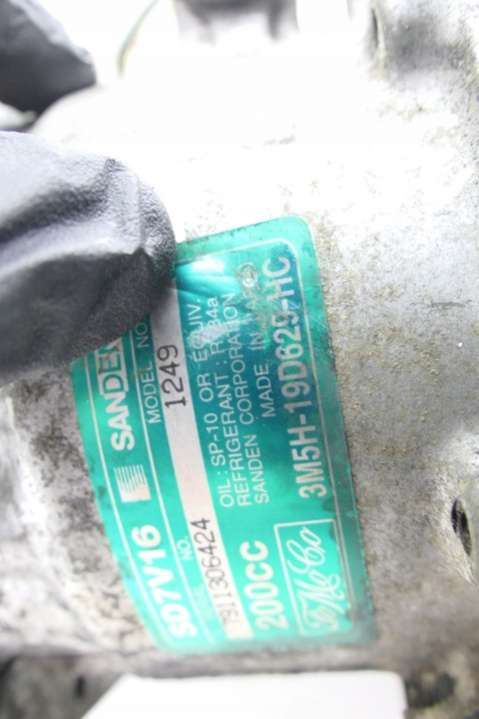 SANDEN
SD7V16
MODEL NO.
1249
NO.
7911306424
200CC
OIL: SP-10 OR EQUIV.
REFRIGERANT: R134a
SANDEN CORPORATION
MADE IN
FoMoCo
3M5H-19D629-HC